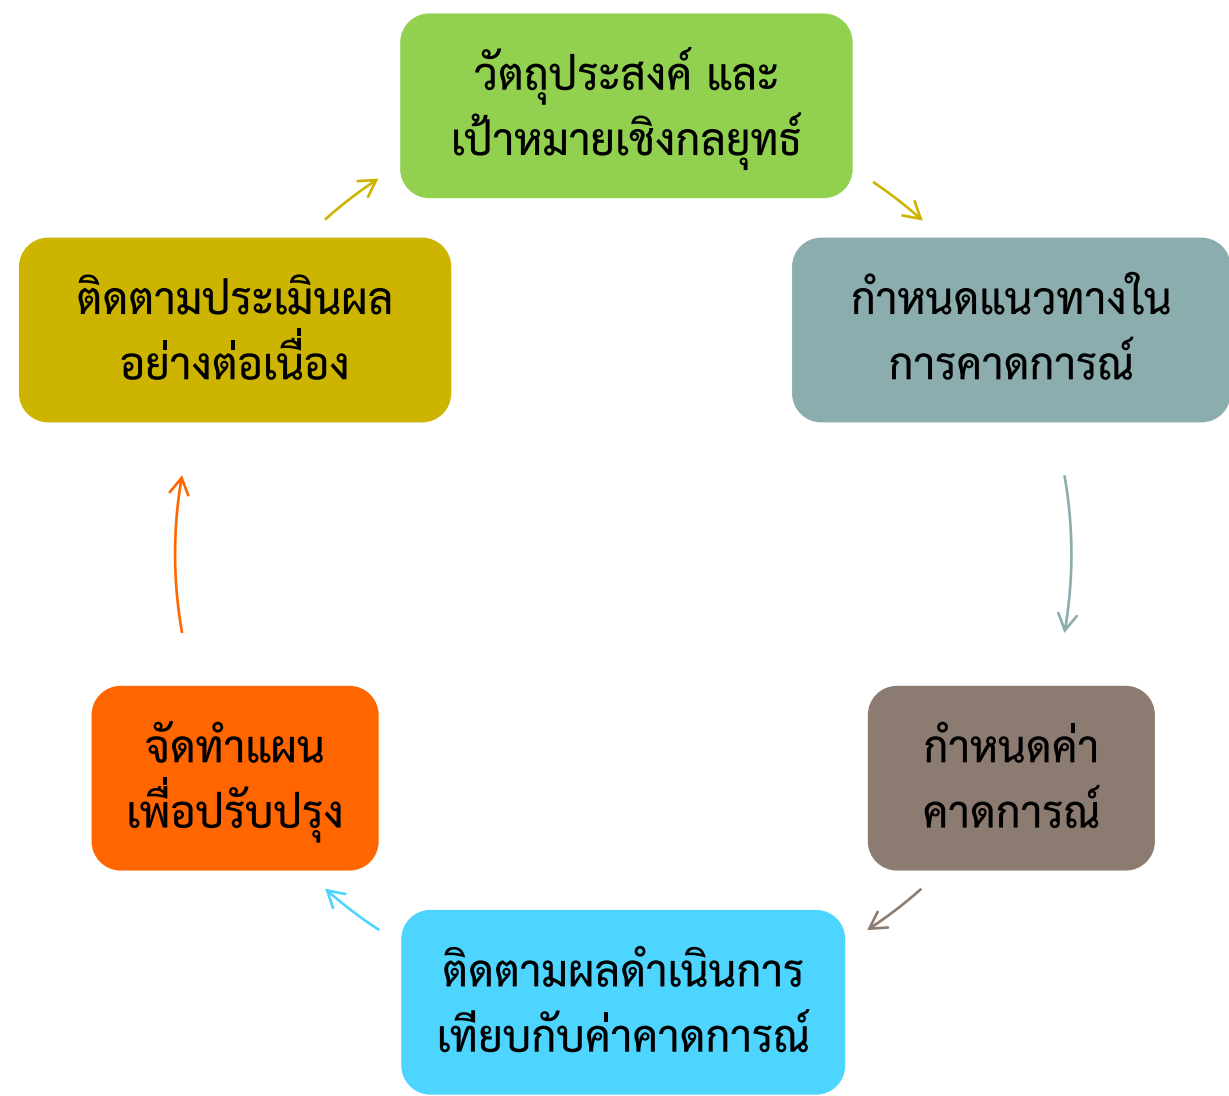 วัตถุประสงค์ และ
เป้าหมายเชิงกลยุทธ์
กำหนดแนวทางใน
การคาดการณ์
กำหนดค่า
คาดการณ์
ติดตามผลดำเนินการ
เทียบกับค่าคาดการณ์
จัดทำแผน
เพื่อปรับปรุง
ติดตามประเมินผล
อย่างต่อเนื่อง